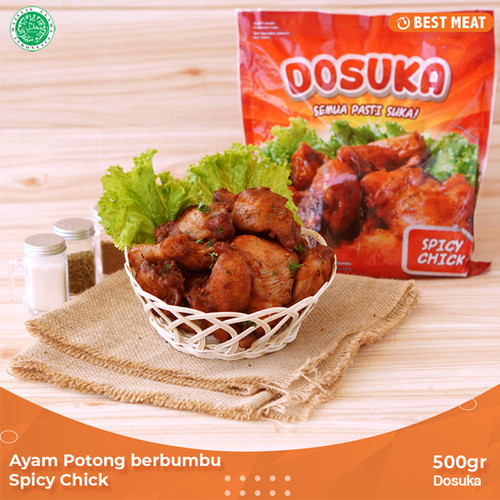 BEST MEAT
DOSUKA
SEMUA PASTI SUKA!
SPICY
CHICK
Ayam Potong berbumbu
Spicy Chick
500gr
Dosuka